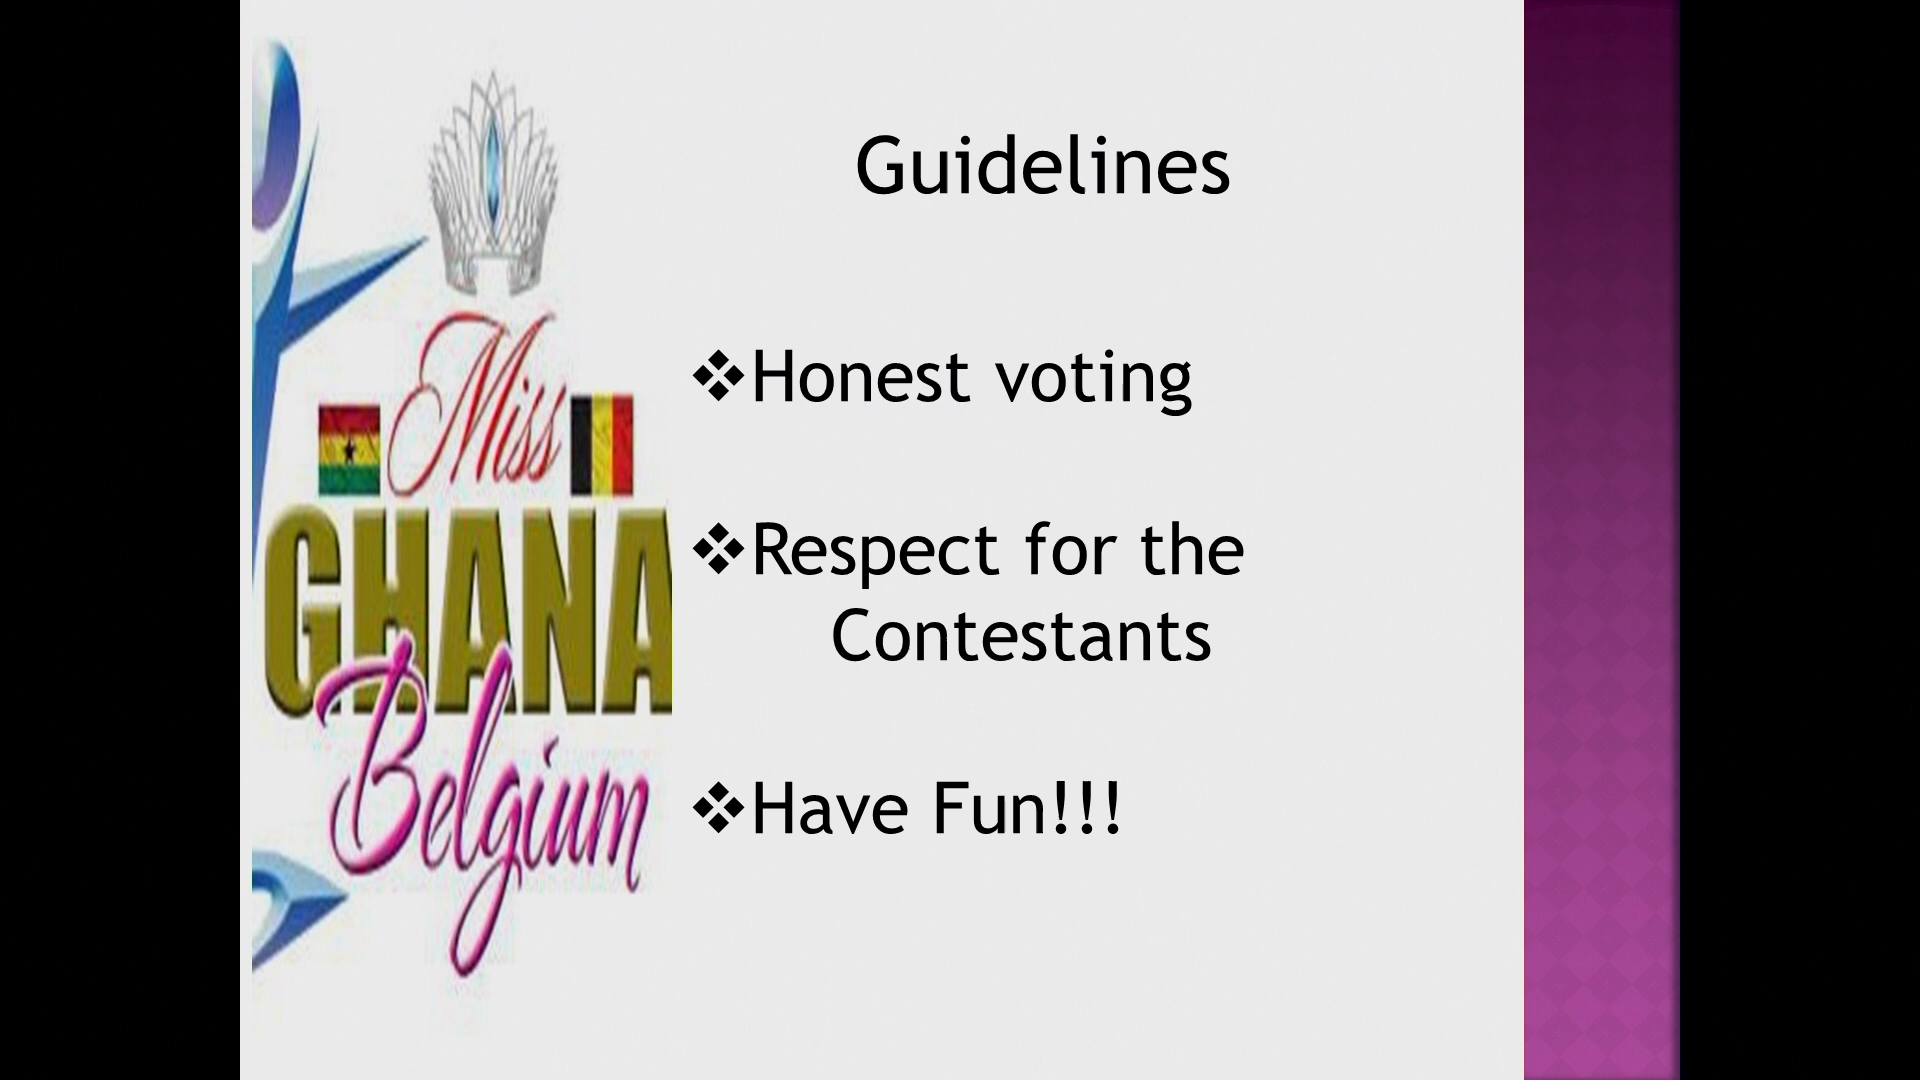 Miss
GHANA
Belgium
Guidelines
❖Honest voting
❖Respect for the
Contestants
❖Have Fun!!!